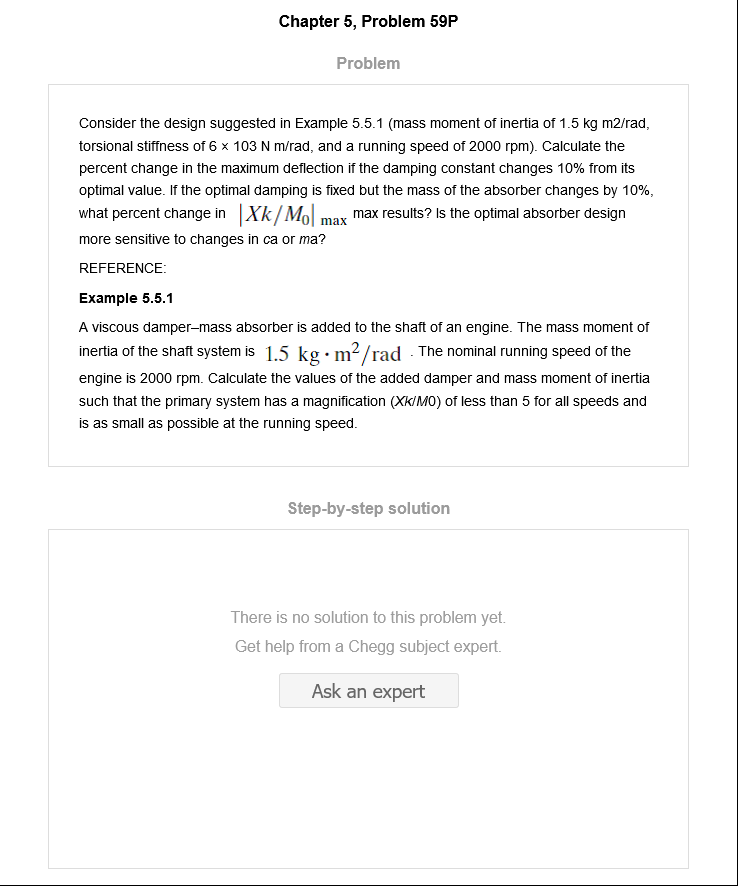 Chapter 5, Problem 59P
Problem
Consider the design suggested in Example 5.5.1 (mass moment of inertia of 1.5 kg m2/rad,
torsional stiffness of 6 × 103 N m/rad, and a running speed of 2000 rpm). Calculate the
percent change in the maximum deflection if the damping constant changes 10% from its
optimal value. If the optimal damping is fixed but the mass of the absorber changes by 10%,
what percent change in |Xk/M₀| max max results? Is the optimal absorber design
more sensitive to changes in ca or ma?
REFERENCE:
Example 5.5.1
A viscous damper–mass absorber is added to the shaft of an engine. The mass moment of
inertia of the shaft system is 1.5 kg · m²/rad . The nominal running speed of the
engine is 2000 rpm. Calculate the values of the added damper and mass moment of inertia
such that the primary system has a magnification (Xk/M0) of less than 5 for all speeds and
is as small as possible at the running speed.
Step-by-step solution
There is no solution to this problem yet.
Get help from a Chegg subject expert.
Ask an expert